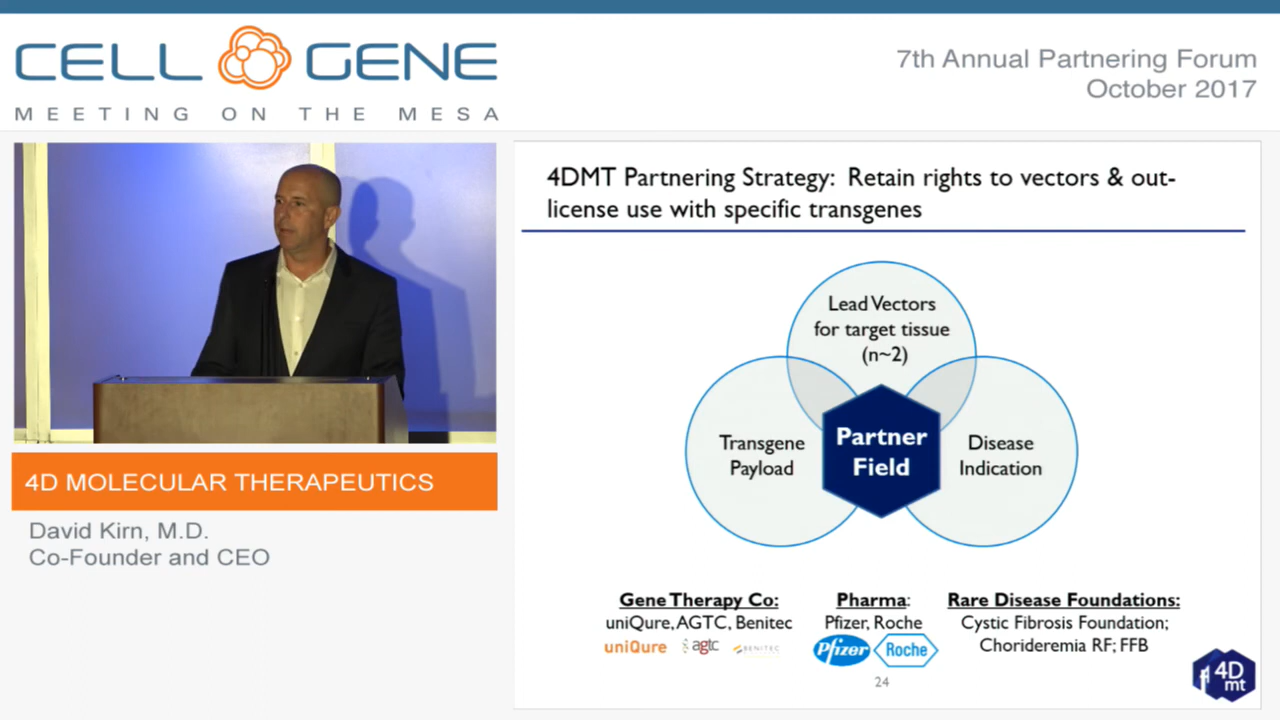 CELL GENE
MEETING ON THE MESA
7th Annual Partnering Forum
October 2017
4DMT Partnering Strategy: Retain rights to vectors & out-
license use with specific transgenes
Lead Vectors
for target tissue
(n~2)
Transgene
Payload
Partner
Field
Disease
Indication
4D MOLECULAR THERAPEUTICS
David Kirn, M.D.
Co-Founder and CEO
Gene Therapy Co:
uniQure, AGTC, Benitec
uniQure agtc BENITEC
Pharma:
Pfizer, Roche
Pfizer Roche
Rare Disease Foundations:
Cystic Fibrosis Foundation;
Chorideremia RF; FFB
24
4D
mt